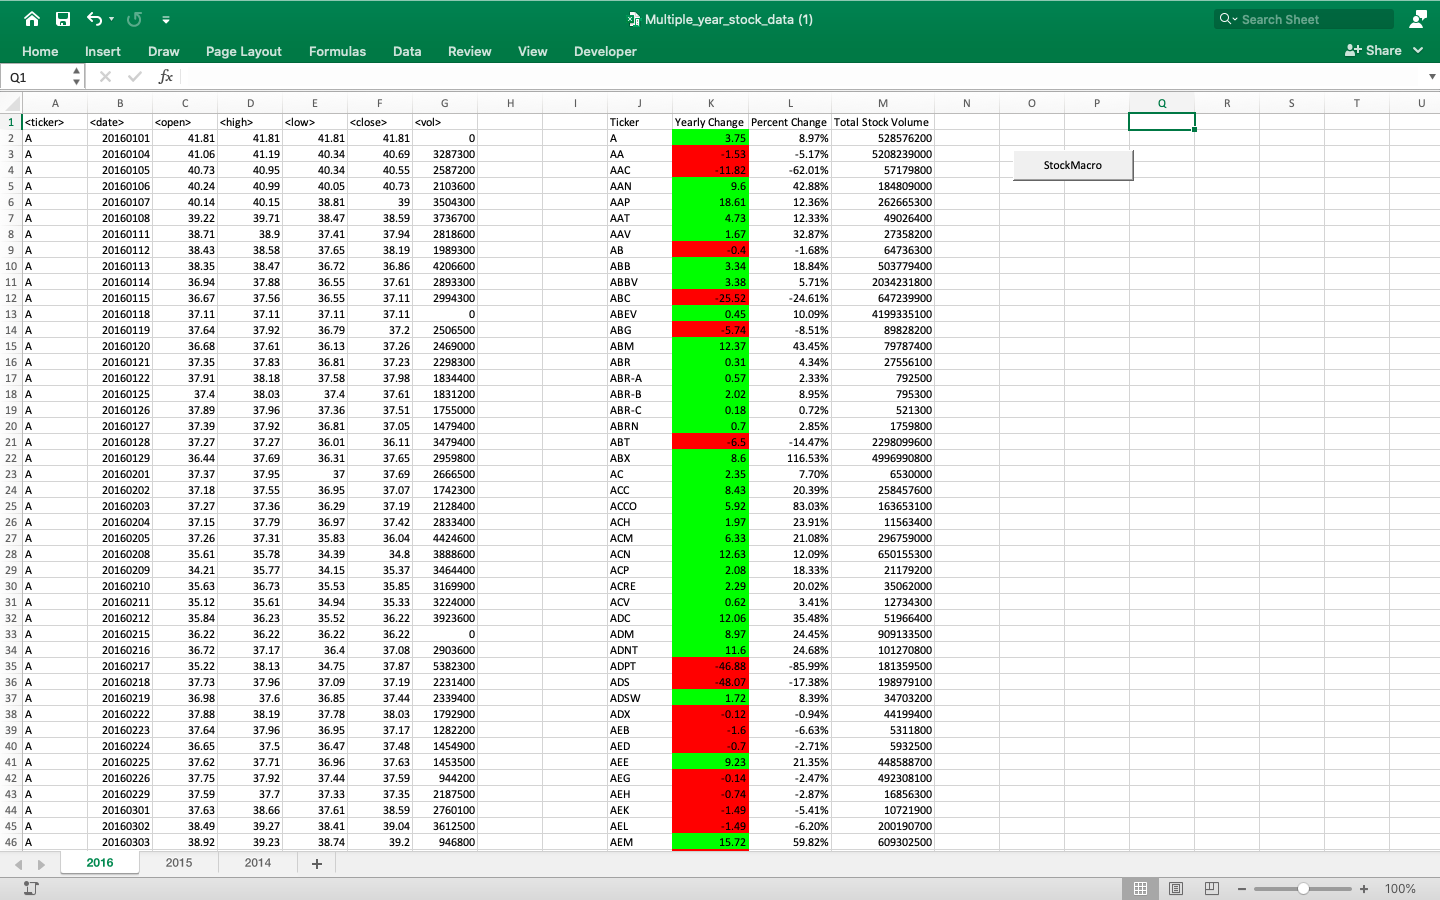 Multiple_year_stock_data (1)
Search Sheet
Home Insert Draw Page Layout Formulas Data Review View Developer Share
Q1 fx
A B C D E F G H I J K L M N O P Q R S T U
1 <ticker> <date> <open> <high> <low> <close> <vol> Ticker Yearly Change Percent Change Total Stock Volume
2 A 20160101 41.81 41.81 41.81 41.81 0 A 3.75 8.97% 528576200
3 A 20160104 41.06 41.19 40.34 40.69 3287300 AA -1.53 -5.17% 5208239000
4 A 20160105 40.73 40.95 40.34 40.55 2587200 AAC -11.82 -62.01% 57179800
StockMacro
5 A 20160106 40.24 40.99 40.05 40.73 2103600 AAN 9.6 42.88% 184809000
6 A 20160107 40.14 40.15 38.81 39 3504300 AAP 18.61 12.36% 262665300
7 A 20160108 39.22 39.71 38.47 38.59 3736700 AAT 4.73 12.33% 49026400
8 A 20160111 38.71 38.9 37.41 37.94 2818600 AAV 1.67 32.87% 27358200
9 A 20160112 38.43 38.58 37.65 38.19 1989300 AB -0.4 -1.68% 64736300
10 A 20160113 38.35 38.47 36.72 36.86 4206600 ABB 3.34 18.84% 503779400
11 A 20160114 36.94 37.88 36.55 37.61 2893300 ABBV 3.38 5.71% 2034231800
12 A 20160115 36.67 37.56 36.55 37.11 2994300 ABC -25.52 -24.61% 647239900
13 A 20160118 37.11 37.11 37.11 37.11 0 ABEV 0.45 10.09% 4199335100
14 A 20160119 37.64 37.92 36.79 37.2 2506500 ABG -5.74 -8.51% 89828200
15 A 20160120 36.68 37.61 36.13 37.26 2469000 ABM 12.37 43.45% 79787400
16 A 20160121 37.35 37.83 36.81 37.23 2298300 ABR 0.31 4.34% 27556100
17 A 20160122 37.91 38.18 37.58 37.98 1834400 ABR-A 0.57 2.33% 792500
18 A 20160125 37.4 38.03 37.4 37.61 1831200 ABR-B 2.02 8.95% 795300
19 A 20160126 37.89 37.96 37.36 37.51 1755000 ABR-C 0.18 0.72% 521300
20 A 20160127 37.39 37.92 36.81 37.05 1479400 ABRN 0.7 2.85% 1759800
21 A 20160128 37.27 37.27 36.01 36.11 3479400 ABT -6.5 -14.47% 2298099600
22 A 20160129 36.44 37.69 36.31 37.65 2959800 ABX 8.6 116.53% 4996990800
23 A 20160201 37.37 37.95 37 37.69 2666500 AC 2.35 7.70% 6530000
24 A 20160202 37.18 37.55 36.95 37.07 1742300 ACC 8.43 20.39% 258457600
25 A 20160203 37.27 37.36 36.29 37.19 2128400 ACCO 5.92 83.03% 163653100
26 A 20160204 37.15 37.79 36.97 37.42 2833400 ACH 1.97 23.91% 11563400
27 A 20160205 37.26 37.31 35.83 36.04 4424600 ACM 6.33 21.08% 296759000
28 A 20160208 35.61 35.78 34.39 34.8 3888600 ACN 12.63 12.09% 650155300
29 A 20160209 34.21 35.77 34.15 35.37 3464400 ACP 2.08 18.33% 21179200
30 A 20160210 35.63 36.73 35.53 35.85 3169900 ACRE 2.29 20.02% 35062000
31 A 20160211 35.12 35.61 34.94 35.33 3224000 ACV 0.62 3.41% 12734300
32 A 20160212 35.84 36.23 35.52 36.22 3923600 ADC 12.06 35.48% 51966400
33 A 20160215 36.22 36.22 36.22 36.22 0 ADM 8.97 24.45% 909133500
34 A 20160216 36.72 37.17 36.4 37.08 2903600 ADNT 11.6 24.68% 101270800
35 A 20160217 35.22 38.13 34.75 37.87 5382300 ADPT -46.88 -85.99% 181359500
36 A 20160218 37.73 37.96 37.09 37.19 2231400 ADS -48.07 -17.38% 198979100
37 A 20160219 36.98 37.6 36.85 37.44 2339400 ADSW 1.72 8.39% 34703200
38 A 20160222 37.88 38.19 37.78 38.03 1792900 ADX -0.12 -0.94% 44199400
39 A 20160223 37.64 37.96 36.95 37.17 1282200 AEB -1.6 -6.63% 5311800
40 A 20160224 36.65 37.5 36.47 37.48 1454900 AED -0.7 -2.71% 5932500
41 A 20160225 37.62 37.71 36.96 37.63 1453500 AEE 9.23 21.35% 448588700
42 A 20160226 37.75 37.92 37.44 37.59 944200 AEG -0.14 -2.47% 492308100
43 A 20160229 37.59 37.7 37.33 37.35 2187500 AEH -0.74 -2.87% 16856300
44 A 20160301 37.63 38.66 37.61 38.59 2760100 AEK -1.49 -5.41% 10721900
45 A 20160302 38.49 39.27 38.41 39.04 3612500 AEL -1.49 -6.20% 200190700
46 A 20160303 38.92 39.23 38.74 39.2 946800 AEM 15.72 59.82% 609302500
2016 2015 2014 +
100%